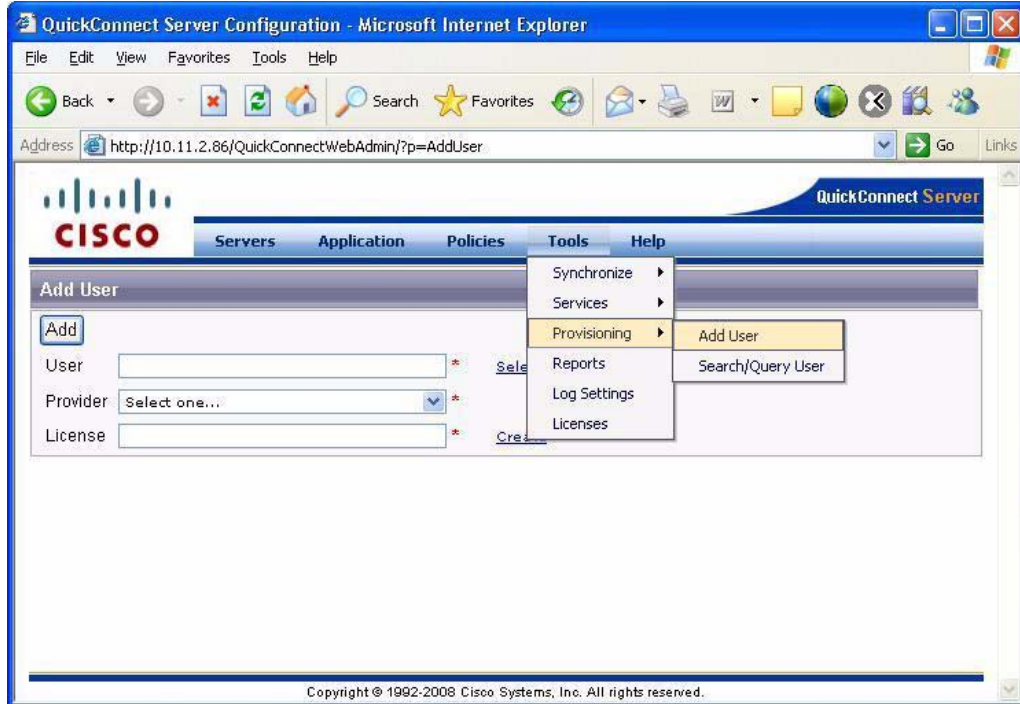 QuickConnect Server Configuration - Microsoft Internet Explorer
File Edit View Favorites Tools Help
Back Search Favorites
Address http://10.11.2.86/QuickConnectWebAdmin/?p=AddUser Go Links
QuickConnect Server
CISCO
Servers Application Policies Tools Help
Synchronize
Add User
Services
Add
Provisioning Add User
User
Reports Search/Query User
Provider Select one...
Log Settings
License
Licenses
Copyright © 1992-2008 Cisco Systems, Inc. All rights reserved.